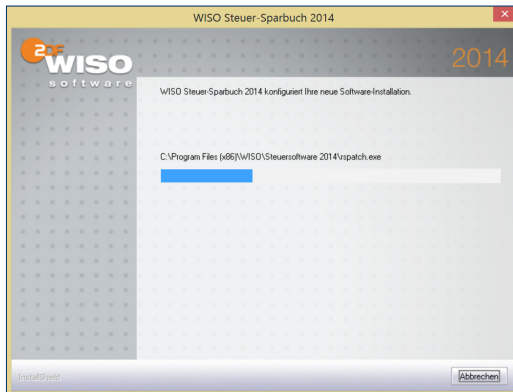 WISO Steuer-Sparbuch 2014
ZDF
WISO
software
2014
WISO Steuer-Sparbuch 2014 konfiguriert Ihre neue Software-Installation.
C:\Program Files (x86)\WISO\Steuersoftware 2014\rspatch.exe
InstallShield
Abbrechen